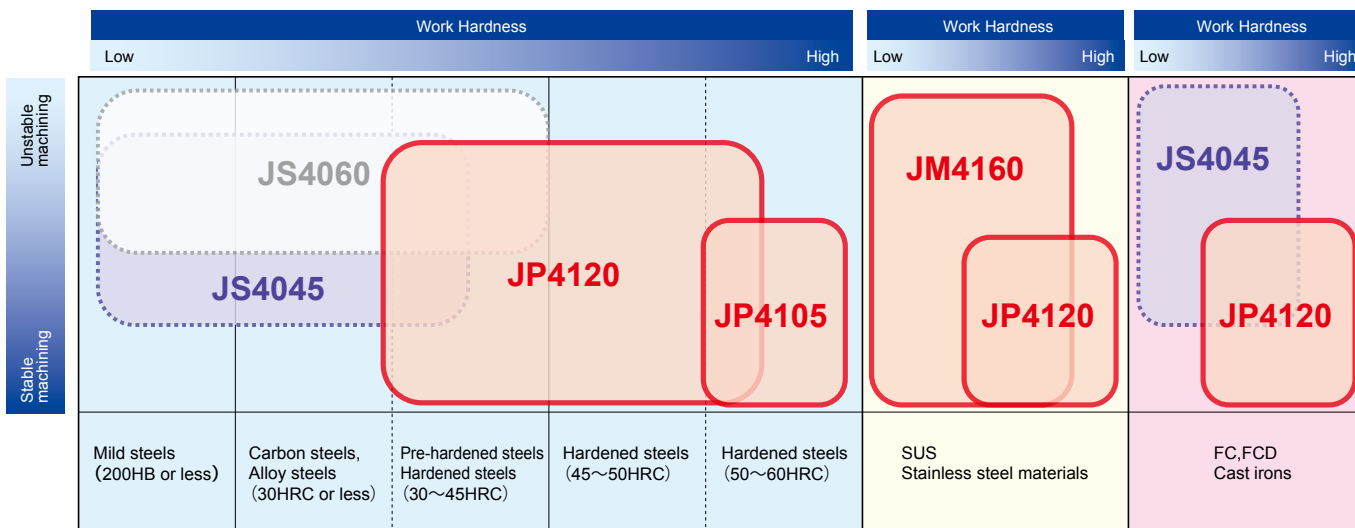 Work Hardness
Low
High
Work Hardness
Low
High
Work Hardness
Low
High
Unstable
machining
Stable
machining
JS4060
JS4045
JP4120
JP4105
JM4160
JP4120
JS4045
JP4120
Mild steels
(200HB or less)
Carbon steels,
Alloy steels
(30HRC or less)
Pre-hardened steels
Hardened steels
(30～45HRC)
Hardened steels
(45～50HRC)
Hardened steels
(50～60HRC)
SUS
Stainless steel materials
FC,FCD
Cast irons